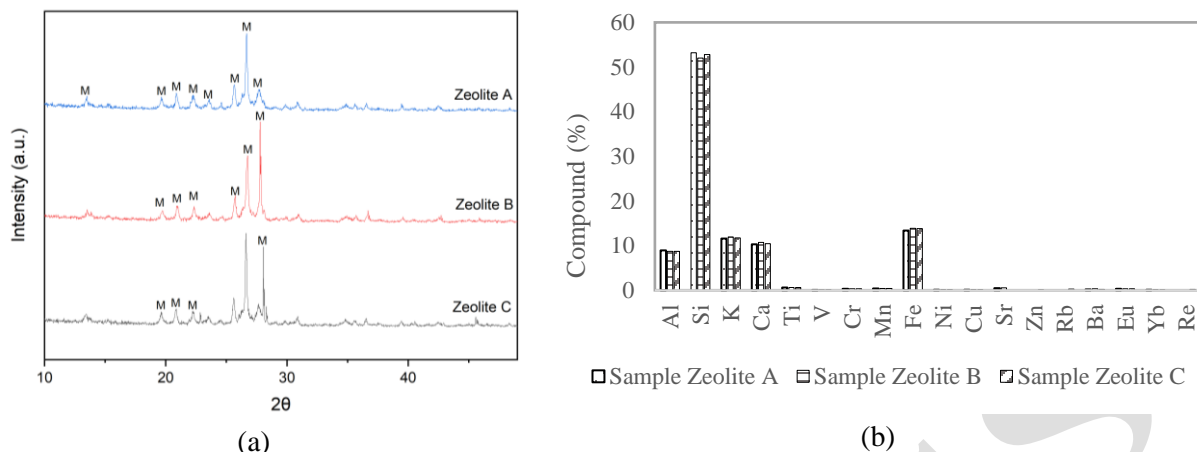 M
M
M
M
M
M
M
M
Zeolite A
M
M
M
M
M
M
Zeolite B
M
M
M
M
Zeolite C
Intensity (a.u.)
10
20
30
40
2θ
(a)
60
50
40
30
20
10
0
Compound (%)
Al
Si
K
Ca
Ti
V
Cr
Mn
Fe
Ni
Cu
Sr
Zn
Rb
Ba
Eu
Yb
Re
Sample Zeolite A
Sample Zeolite B
Sample Zeolite C
(b)